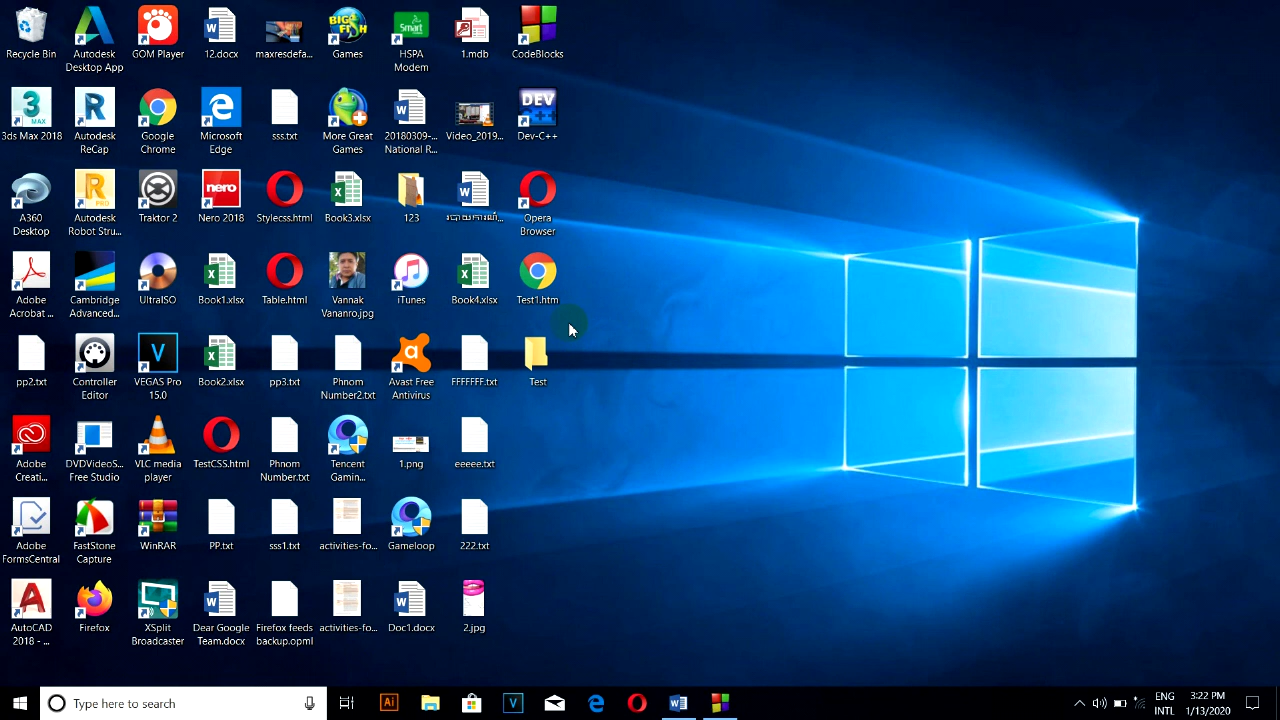 Recycle Bin
Autodesk
Desktop App
GOM Player
12.docx
maxresdefa...
Games
HSPA
Modem
1.mdb
CodeBlocks
3ds Max 2018
Autodesk
ReCap
Google
Chrome
Microsoft
Edge
sss.txt
More Great
Games
20180309-...
National R...
Video_2019...
Dev-C++
A360
Desktop
Autodesk
Robot Stru...
Traktor 2
Nero 2018
Stylecss.html
Book3.xlsx
123
Opera
Browser
Adobe
Acrobat ...
Cambridge
Advanced...
UltraISO
Book1.xlsx
Table.html
Vannak
Vananro.jpg
iTunes
Book4.xlsx
Test1.htm
pp2.txt
Controller
Editor
VEGAS Pro
15.0
Book2.xlsx
pp3.txt
Phnom
Number2.txt
Avast Free
Antivirus
FFFFFFF.txt
Test
Adobe
Creati...
DVDVideoS...
Free Studio
VLC media
player
TestCSS.html
Phnom
Number.txt
Tencent
Gamin...
1.png
eeeee.txt
Adobe
FormsCentral
FastStone
Capture
WinRAR
PP.txt
sss1.txt
activities-fo...
Gameloop
222.txt
AutoCAD
2018 - ...
Firefox
XSplit
Broadcaster
Dear Google
Team.docx
Firefox feeds
backup.opml
activities-fo...
Doc1.docx
2.jpg
Type here to search
ENG
INTL
3:22 PM
1/13/2020